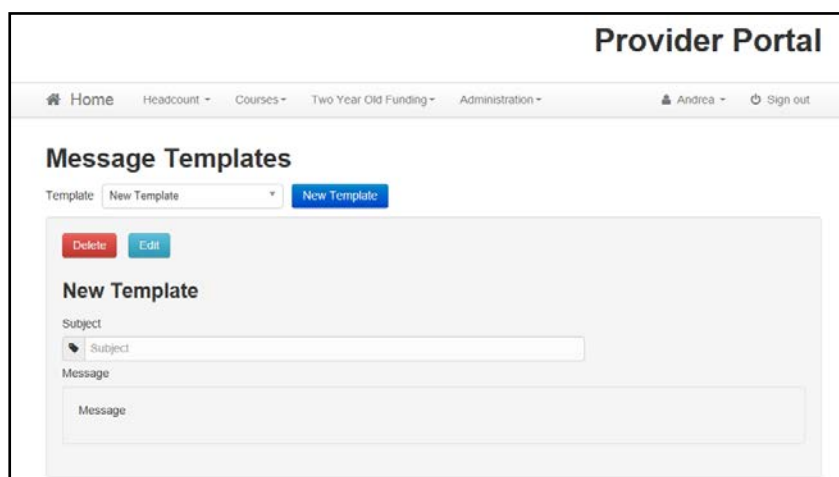 Provider Portal
Home Headcount Courses Two Year Old Funding Administration Andrea Sign out
Message Templates
Template New Template New Template
Delete Edit
New Template
Subject
Subject
Message
Message